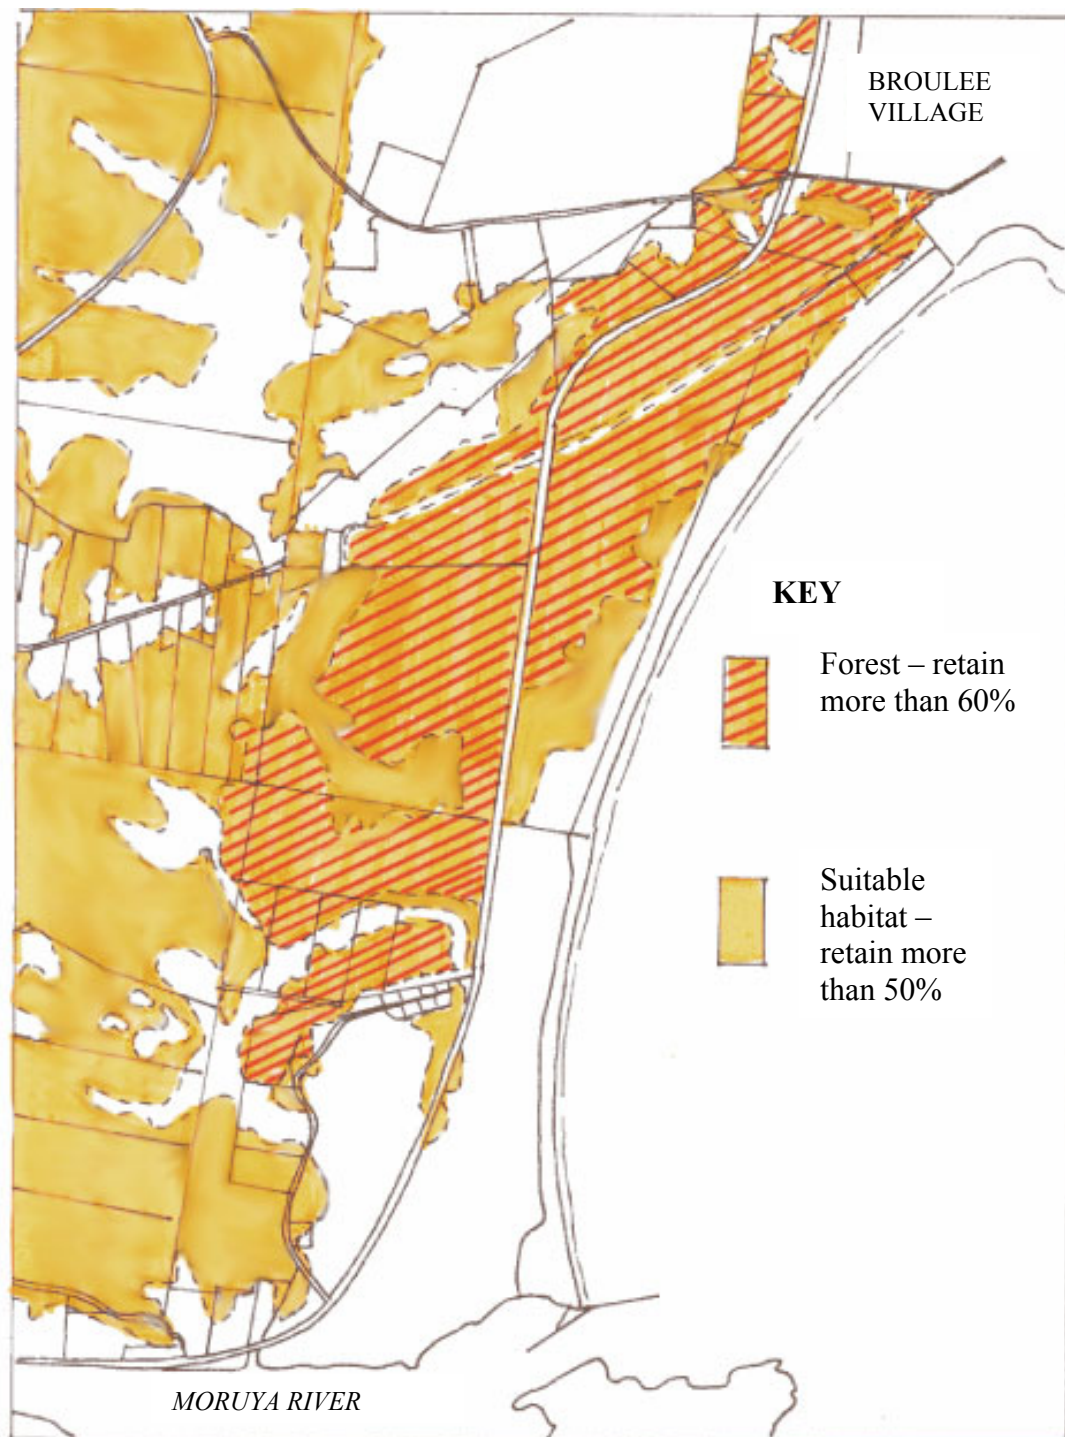 BROULEE
VILLAGE
KEY
Forest – retain
more than 60%
Suitable
habitat –
retain more
than 50%
MORUYA RIVER